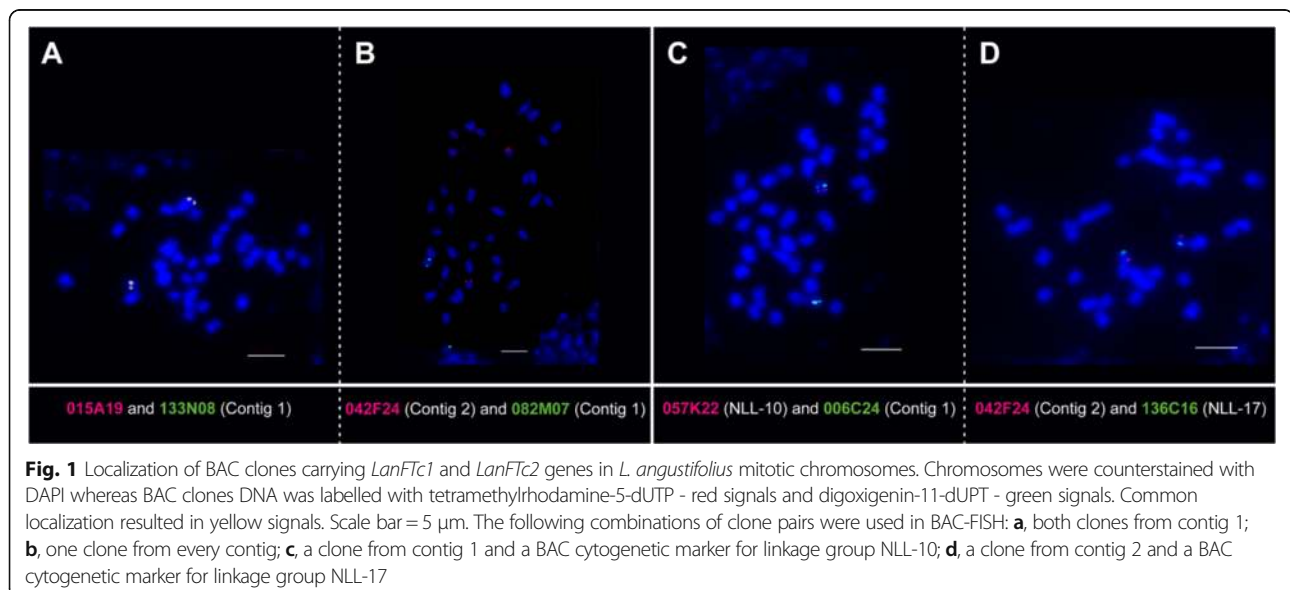 A
B
C
D
015A19 and 133N08 (Contig 1)
042F24 (Contig 2) and 082M07 (Contig 1)
057K22 (NLL-10) and 006C24 (Contig 1)
042F24 (Contig 2) and 136C16 (NLL-17)
Fig. 1 Localization of BAC clones carrying LanFTc1 and LanFTc2 genes in L. angustifolius mitotic chromosomes. Chromosomes were counterstained with
DAPI whereas BAC clones DNA was labelled with tetramethylrhodamine-5-dUTP - red signals and digoxigenin-11-dUPT - green signals. Common
localization resulted in yellow signals. Scale bar = 5 μm. The following combinations of clone pairs were used in BAC-FISH: a, both clones from contig 1;
b, one clone from every contig; c, a clone from contig 1 and a BAC cytogenetic marker for linkage group NLL-10; d, a clone from contig 2 and a BAC
cytogenetic marker for linkage group NLL-17